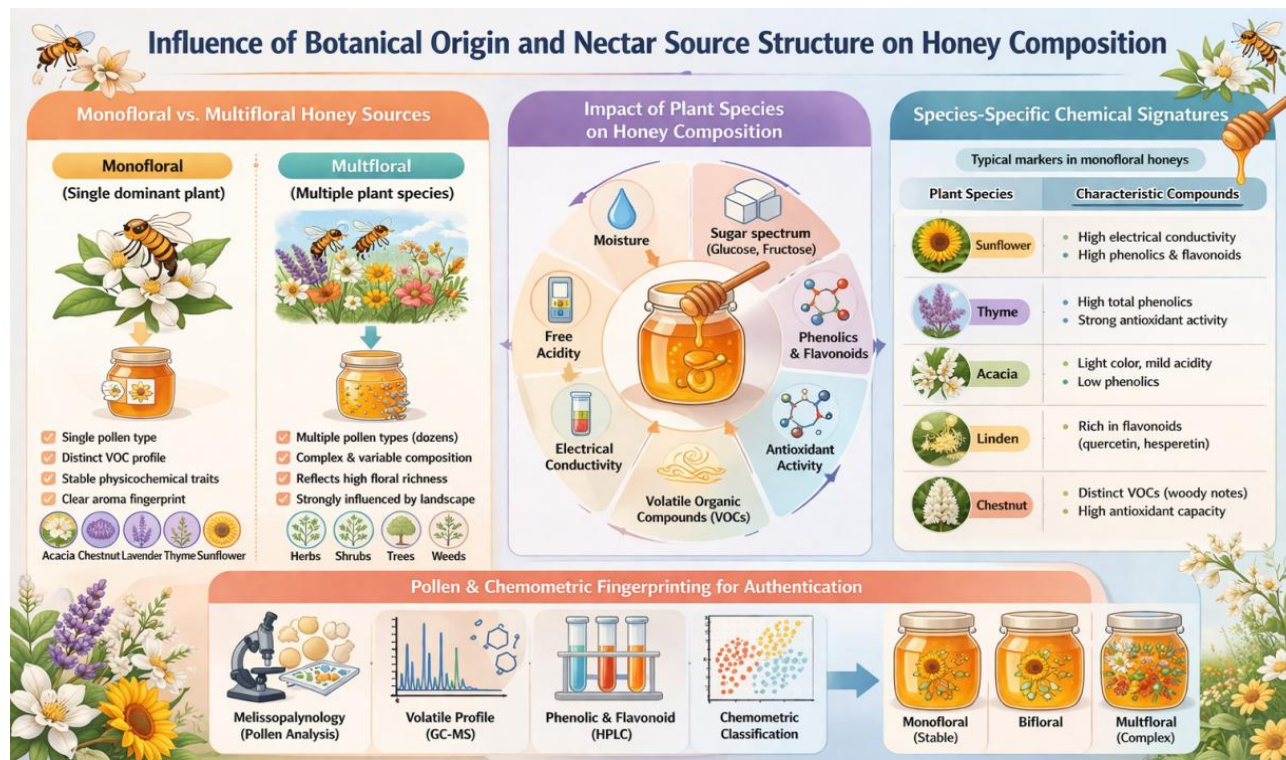 Influence of Botanical Origin and Nectar Source Structure on Honey Composition
Monofloral vs. Multifloral Honey Sources
Monofloral
(Single dominant plant)
Single pollen type
Distinct VOC profile
Stable physicochemical traits
Clear aroma fingerprint
Acacia Chestnut Lavender Thyme Sunflower
Multfloral
(Multiple plant species)
Multiple pollen types (dozens)
Complex & variable composition
Reflects high floral richness
Strongly influenced by landscape
Herbs Shrubs Trees Weeds
Impact of Plant Species
on Honey Composition
Moisture
Sugar spectrum
(Glucose, Fructose)
Free
Acidity
Phenolics
& Flavonoids
Electrical
Conductivity
Antioxidant
Activity
Volatile Organic
Compounds (VOCs)
Species-Specific Chemical Signatures
Typical markers in monofloral honeys
Plant Species Characteristic Compounds
Sunflower
• High electrical conductivity
• High phenolics & flavonoids
Thyme
• High total phenolics
• Strong antioxidant activity
Acacia
• Light color, mild acidity
• Low phenolics
Linden
• Rich in flavonoids
(quercetin, hesperetin)
Chestnut
• Distinct VOCs (woody notes)
• High antioxidant capacity
Pollen & Chemometric Fingerprinting for Authentication
Melissopalynology
(Pollen Analysis)
Volatile Profile
(GC-MS)
Phenolic & Flavonoid
(HPLC)
Chemometric
Classification
Monofloral
(Stable)
Bifloral
Multfloral
(Complex)